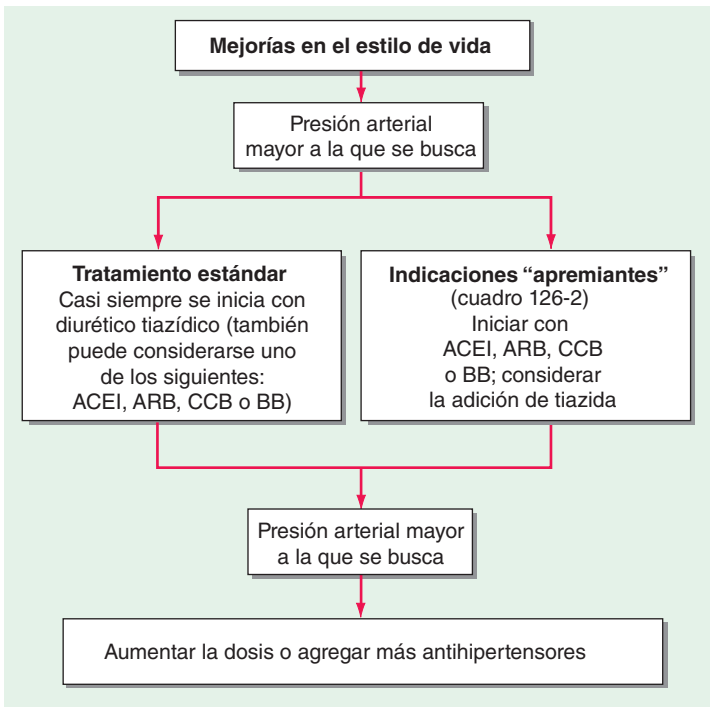 Mejorías en el estilo de vida
Presión arterial
mayor a la que se busca
Tratamiento estándar
Casi siempre se inicia con
diurético tiazídico (también
puede considerarse uno
de los siguientes:
ACEI, ARB, CCB o BB)
Indicaciones “apremiantes”
(cuadro 126-2)
Iniciar con
ACEI, ARB, CCB
o BB; considerar
la adición de tiazida
Presión arterial mayor
a la que se busca
Aumentar la dosis o agregar más antihipertensores